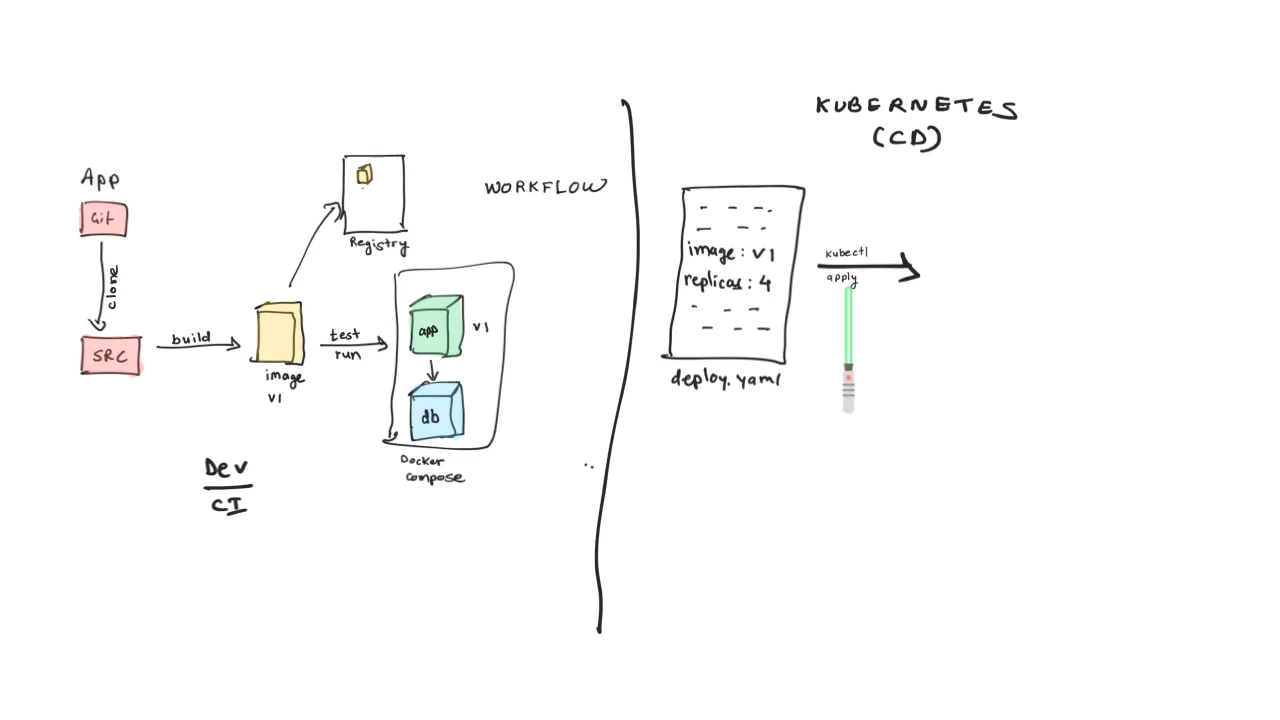 App
Git
clone
SRC
build
image
v1
Registry
test
run
app
v1
db
Docker
compose
WORKFLOW
Dev
CI
KUBERNETES
(CD)
image : v1
replicas : 4
deploy.yaml
kubectl
apply